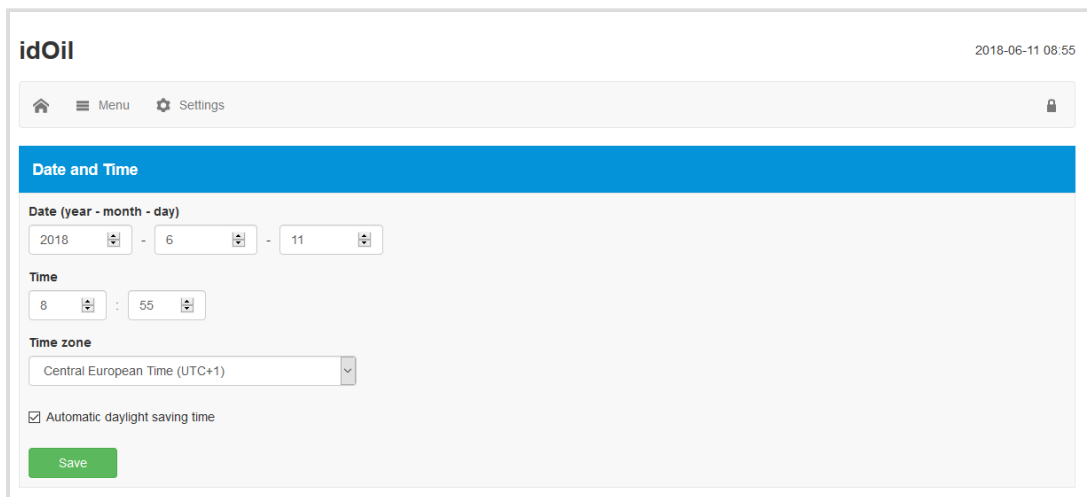 idOil
2018-06-11 08:55
Menu Settings
Date and Time
Date (year - month - day)
2018 - 6 - 11
Time
8 : 55
Time zone
Central European Time (UTC+1)
Automatic daylight saving time
Save